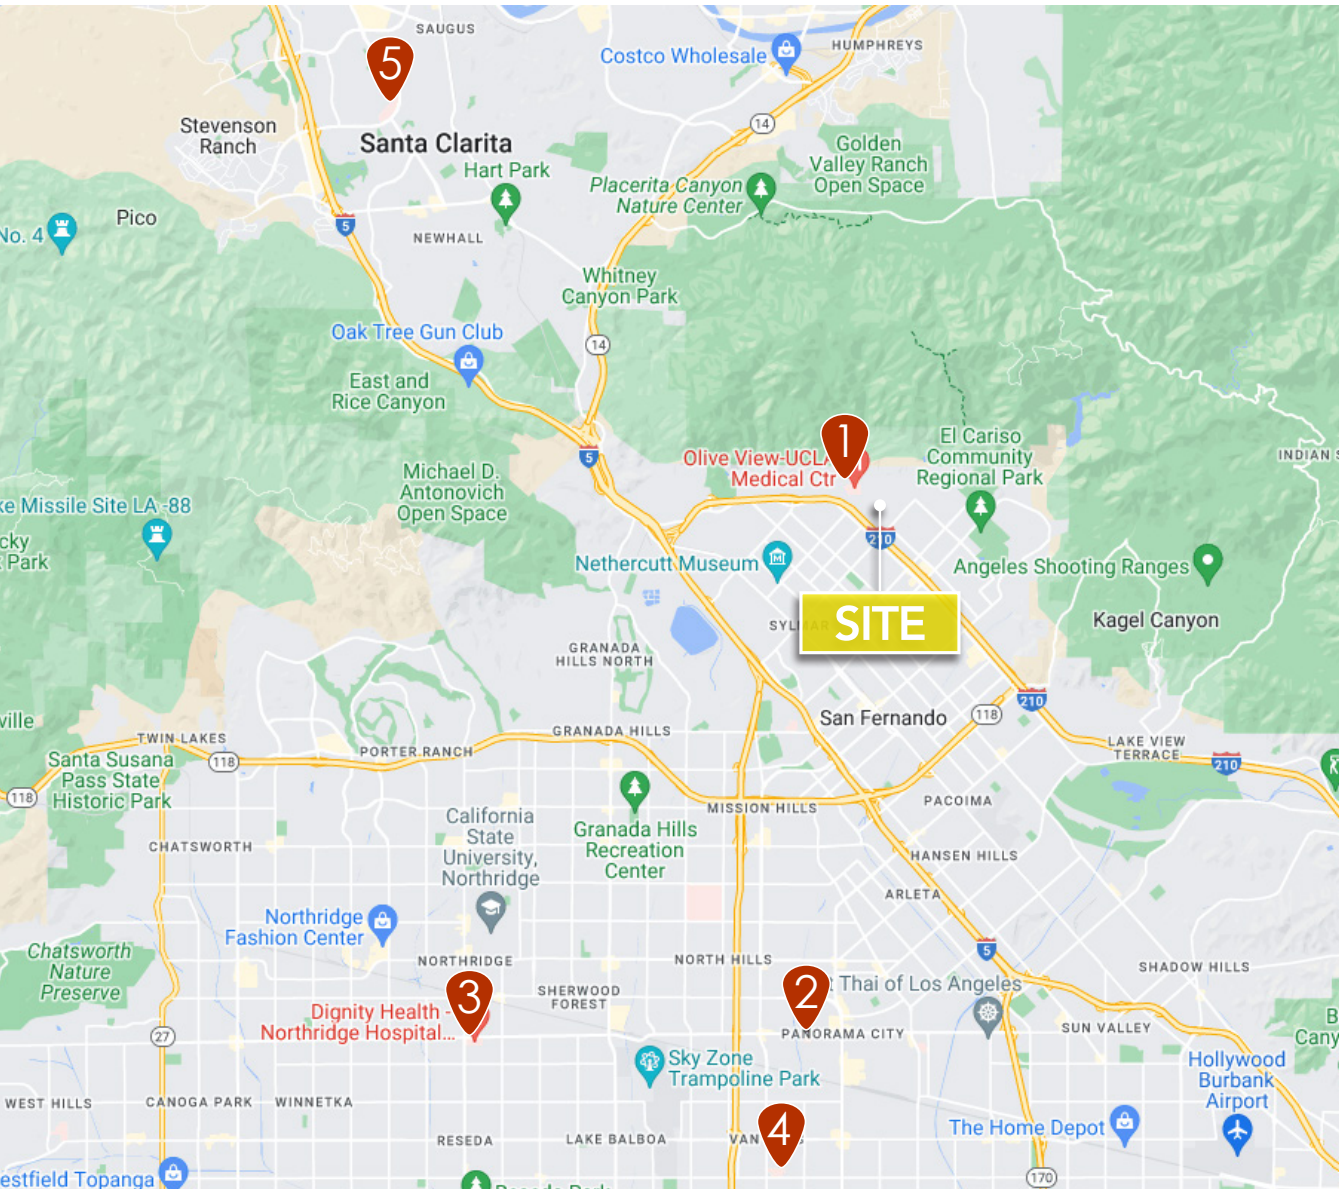 SAUGUS
5
Costco Wholesale
HUMPHREYS
Stevenson
Ranch
Santa Clarita
14
Golden
Valley Ranch
Open Space
Hart Park
Placerita Canyon
Nature Center
Pico
No. 4
5
NEWHALL
Whitney
Canyon Park
Oak Tree Gun Club
14
East and
Rice Canyon
1
El Cariso
Community
Regional Park
Olive View-UCLA
Medical Ctr
5
INDIAN S
Michael D.
Antonovich
Open Space
ke Missile Site LA -88
210
cky
Park
Nethercutt Museum
Angeles Shooting Ranges
SITE
Kagel Canyon
GRANADA
HILLS NORTH
San Fernando
118
210
ville
GRANADA HILLS
TWIN LAKES
PORTER RANCH
LAKE VIEW
TERRACE
210
Santa Susana
Pass State
Historic Park
118
118
MISSION HILLS
PACOIMA
California
State
University,
Northridge
Granada Hills
Recreation
Center
CHATSWORTH
HANSEN HILLS
ARLETA
Northridge
Fashion Center
5
Chatsworth
Nature
Preserve
NORTHRIDGE
NORTH HILLS
SHADOW HILLS
3
SHERWOOD
FOREST
2
t Thai of Los Angeles
Dignity Health -
Northridge Hospital...
27
PANORAMA CITY
SUN VALLEY
B
Cany
Sky Zone
Trampoline Park
Hollywood
Burbank
Airport
WEST HILLS
CANOGA PARK
WINNETKA
4
The Home Depot
RESEDA
LAKE BALBOA
VAN
estfield Topanga
170